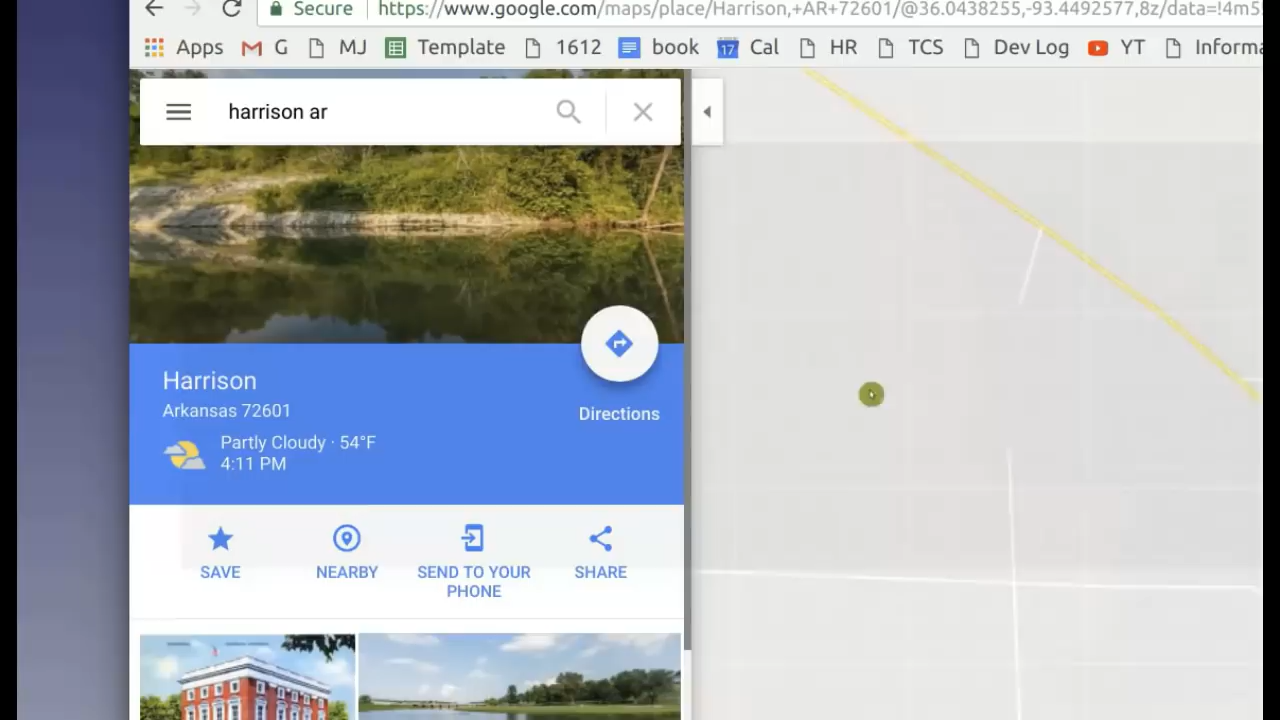 Secure https://www.google.com/maps/place/Harrison,+AR+72601/@36.0438255,-93.4492577,8z/data=!4m5
Apps G MJ Template 1612 book 17 Cal HR TCS Dev Log YT Informa
harrison ar
Harrison
Arkansas 72601
Directions
Partly Cloudy · 54°F
4:11 PM
SAVE NEARBY SEND TO YOUR PHONE SHARE